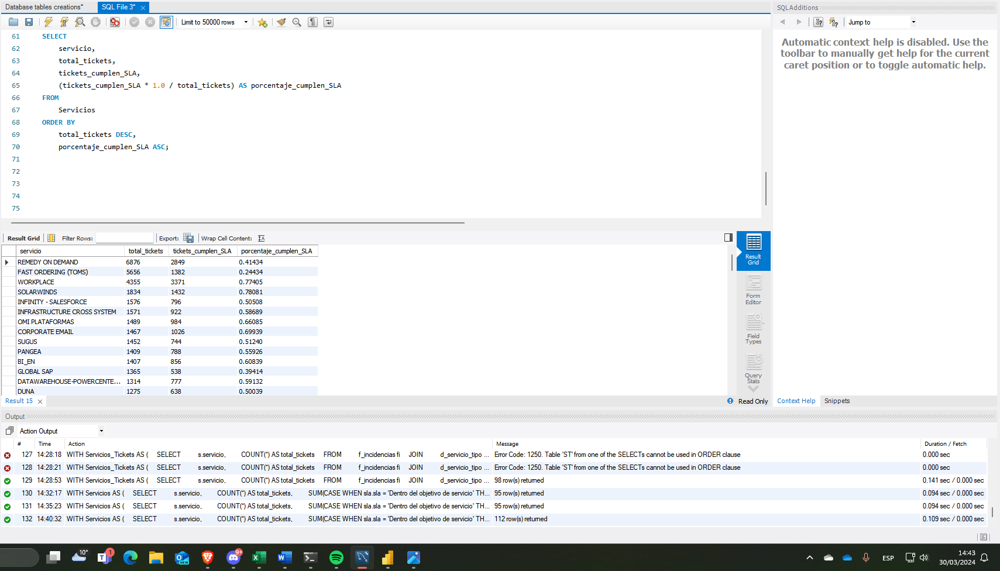 Database tables creations*
SQL File 3*
SQLAdditions
Limit to 50000 rows
Jump to
61 SELECT
62 servicio,
63 total_tickets,
64 tickets_cumplen_SLA,
65 (tickets_cumplen_SLA * 1.0 / total_tickets) AS porcentaje_cumplen_SLA
66 FROM
67 Servicios
68 ORDER BY
69 total_tickets DESC,
70 porcentaje_cumplen_SLA ASC;
71
72
73
74
75
Automatic context help is disabled. Use the
toolbar to manually get help for the current
caret position or to toggle automatic help.
Result Grid Filter Rows: Export: Wrap Cell Content:
servicio total_tickets tickets_cumplen_SLA porcentaje_cumplen_SLA
REMEDY ON DEMAND 6876 2849 0.41434
FAST ORDERING (TOMS) 5656 1382 0.24434
WORKPLACE 4355 3371 0.77405
SOLARWINDS 1834 1432 0.78081
INFINITY - SALESFORCE 1576 796 0.50508
INFRASTRUCTURE CROSS SYSTEM 1571 922 0.58689
OMI PLATAFORMAS 1489 984 0.66085
CORPORATE EMAIL 1467 1026 0.69939
SUGUS 1452 744 0.51240
PANGEA 1409 788 0.55926
BI_EN 1407 856 0.60839
GLOBAL SAP 1365 538 0.39414
DATAWAREHOUSE-POWERCENTE... 1314 777 0.59132
DUNA 1275 638 0.50039
Result
Grid
Form
Editor
Field
Types
Query
Stats
Result 15
Read Only
Context Help Snippets
Output
Action Output
# Time Action Message Duration / Fetch
127 14:28:18 WITH Servicios_Tickets AS ( SELECT s.servicio, COUNT(*) AS total_tickets FROM f_incidencias fi JOIN d_servicio_tipo ... Error Code: 1250. Table 'ST' from one of the SELECTs cannot be used in ORDER clause 0.000 sec
128 14:28:21 WITH Servicios_Tickets AS ( SELECT s.servicio, COUNT(*) AS total_tickets FROM f_incidencias fi JOIN d_servicio_tipo ... Error Code: 1250. Table 'ST' from one of the SELECTs cannot be used in ORDER clause 0.000 sec
129 14:28:53 WITH Servicios_Tickets AS ( SELECT s.servicio, COUNT(*) AS total_tickets FROM f_incidencias fi JOIN d_servicio_tipo ... 98 row(s) returned 0.141 sec / 0.000 sec
130 14:32:17 WITH Servicios AS ( SELECT s.servicio, COUNT(*) AS total_tickets, SUM(CASE WHEN sla.sla = 'Dentro del objetivo de servicio' TH... 95 row(s) returned 0.094 sec / 0.000 sec
131 14:35:23 WITH Servicios AS ( SELECT s.servicio, COUNT(*) AS total_tickets, SUM(CASE WHEN sla.sla = 'Dentro del objetivo de servicio' TH... 95 row(s) returned 0.094 sec / 0.000 sec
132 14:40:32 WITH Servicios AS ( SELECT s.servicio, COUNT(*) AS total_tickets, SUM(CASE WHEN sla.sla = 'Dentro del objetivo de servicio' TH... 112 row(s) returned 0.109 sec / 0.000 sec
10°
1
NEW
9+
ESP
14:43
30/03/2024